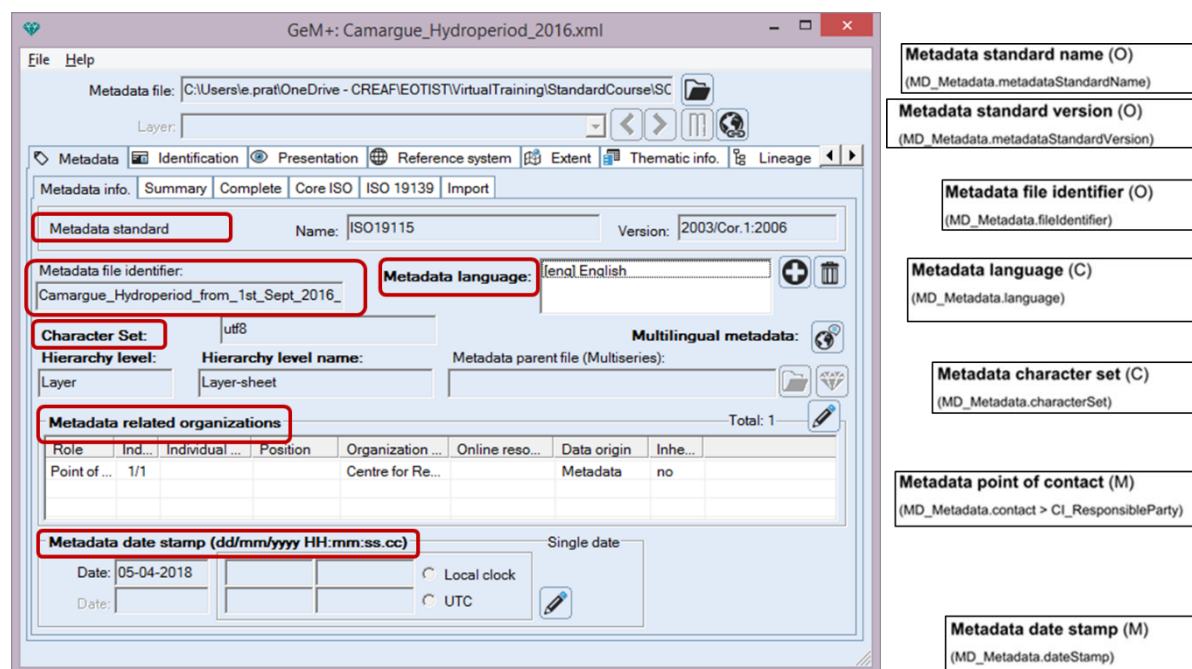 GeM+: Camargue_Hydroperiod_2016.xml
File Help
Metadata file: C:\Users\e.prat\OneDrive - CREAF\EOTIST\VirtualTraining\StandardCourse\SC
Layer:
Metadata Identification Presentation Reference system Extent Thematic info. Lineage
Metadata info. Summary Complete Core ISO ISO 19139 Import
Metadata standard Name: ISO19115 Version: 2003/Cor.1:2006
Metadata file identifier:
Camargue_Hydroperiod_from_1st_Sept_2016_
Metadata language: [eng] English
Character Set: utf8
Multilingual metadata:
Hierarchy level: Hierarchy level name: Metadata parent file (Multiseries):
Layer Layer-sheet
Metadata related organizations Total: 1
Role Ind... Individual ... Position Organization ... Online reso... Data origin Inhe...
Point of ... 1/1 Centre for Re... Metadata no
Metadata date stamp (dd/mm/yyyy HH:mm:ss.cc) Single date
Date: 05-04-2018 Local clock
Date: UTC
Metadata standard name (O)
(MD_Metadata.metadataStandardName)
Metadata standard version (O)
(MD_Metadata.metadataStandardVersion)
Metadata file identifier (O)
(MD_Metadata.fileIdentifier)
Metadata language (C)
(MD_Metadata.language)
Metadata character set (C)
(MD_Metadata.characterSet)
Metadata point of contact (M)
(MD_Metadata.contact > CI_ResponsibleParty)
Metadata date stamp (M)
(MD_Metadata.dateStamp)